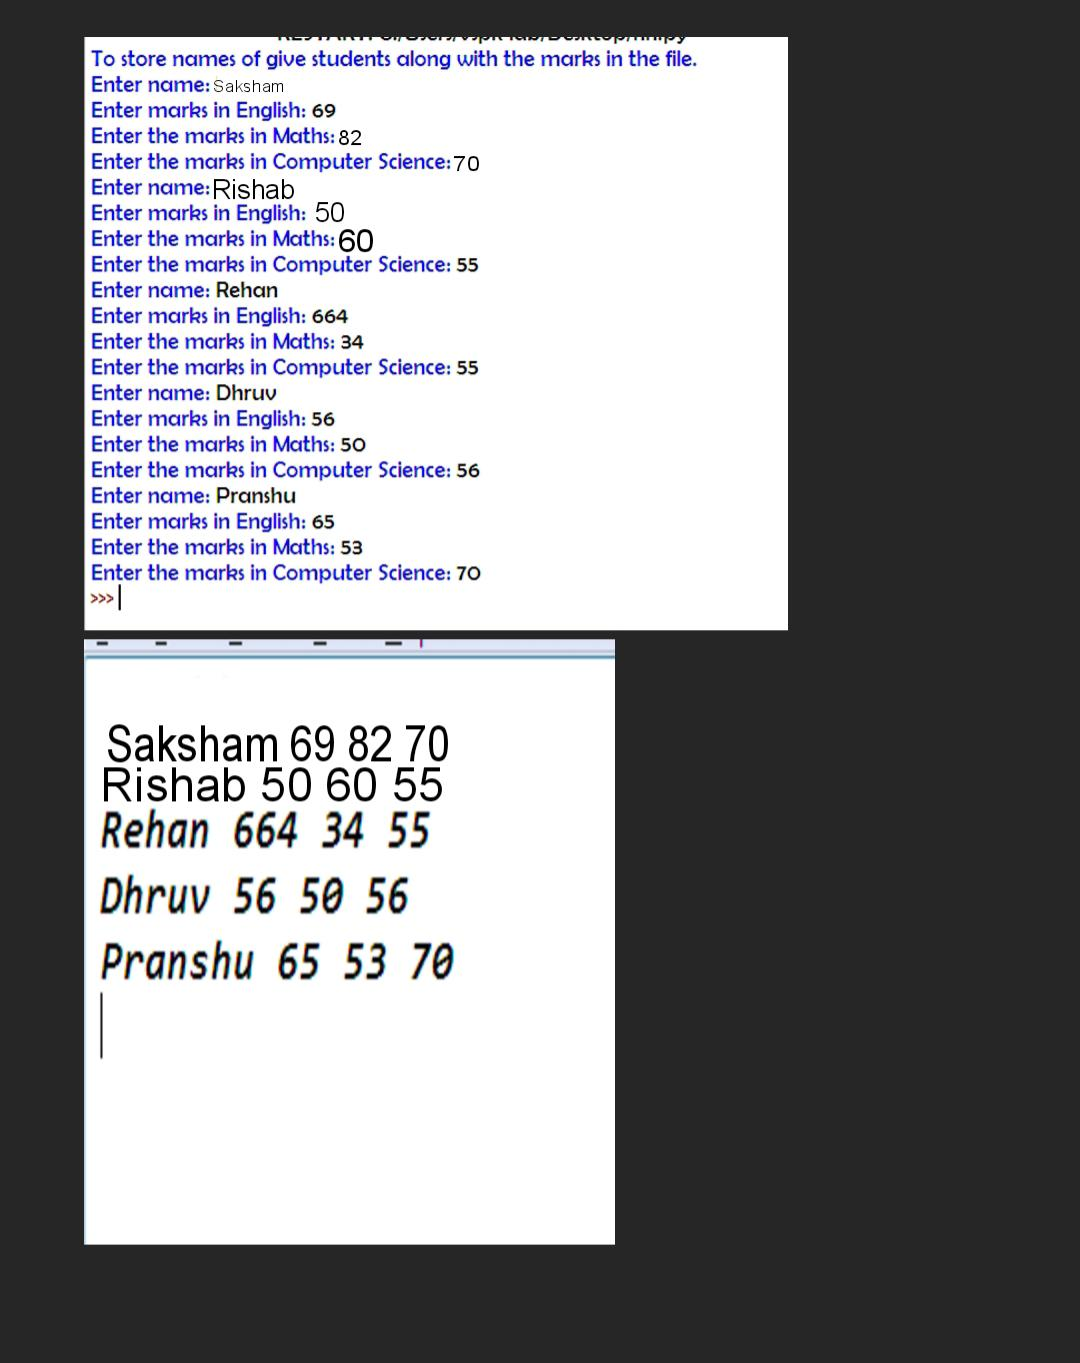 To store names of give students along with the marks in the file.
Enter name: Saksham
Enter marks in English: 69
Enter the marks in Maths: 82
Enter the marks in Computer Science: 70
Enter name: Rishab
Enter marks in English: 50
Enter the marks in Maths: 60
Enter the marks in Computer Science: 55
Enter name: Rehan
Enter marks in English: 664
Enter the marks in Maths: 34
Enter the marks in Computer Science: 55
Enter name: Dhruv
Enter marks in English: 56
Enter the marks in Maths: 50
Enter the marks in Computer Science: 56
Enter name: Pranshu
Enter marks in English: 65
Enter the marks in Maths: 53
Enter the marks in Computer Science: 70
>>>
Saksham 69 82 70
Rishab 50 60 55
Rehan 664 34 55
Dhruv 56 50 56
Pranshu 65 53 70